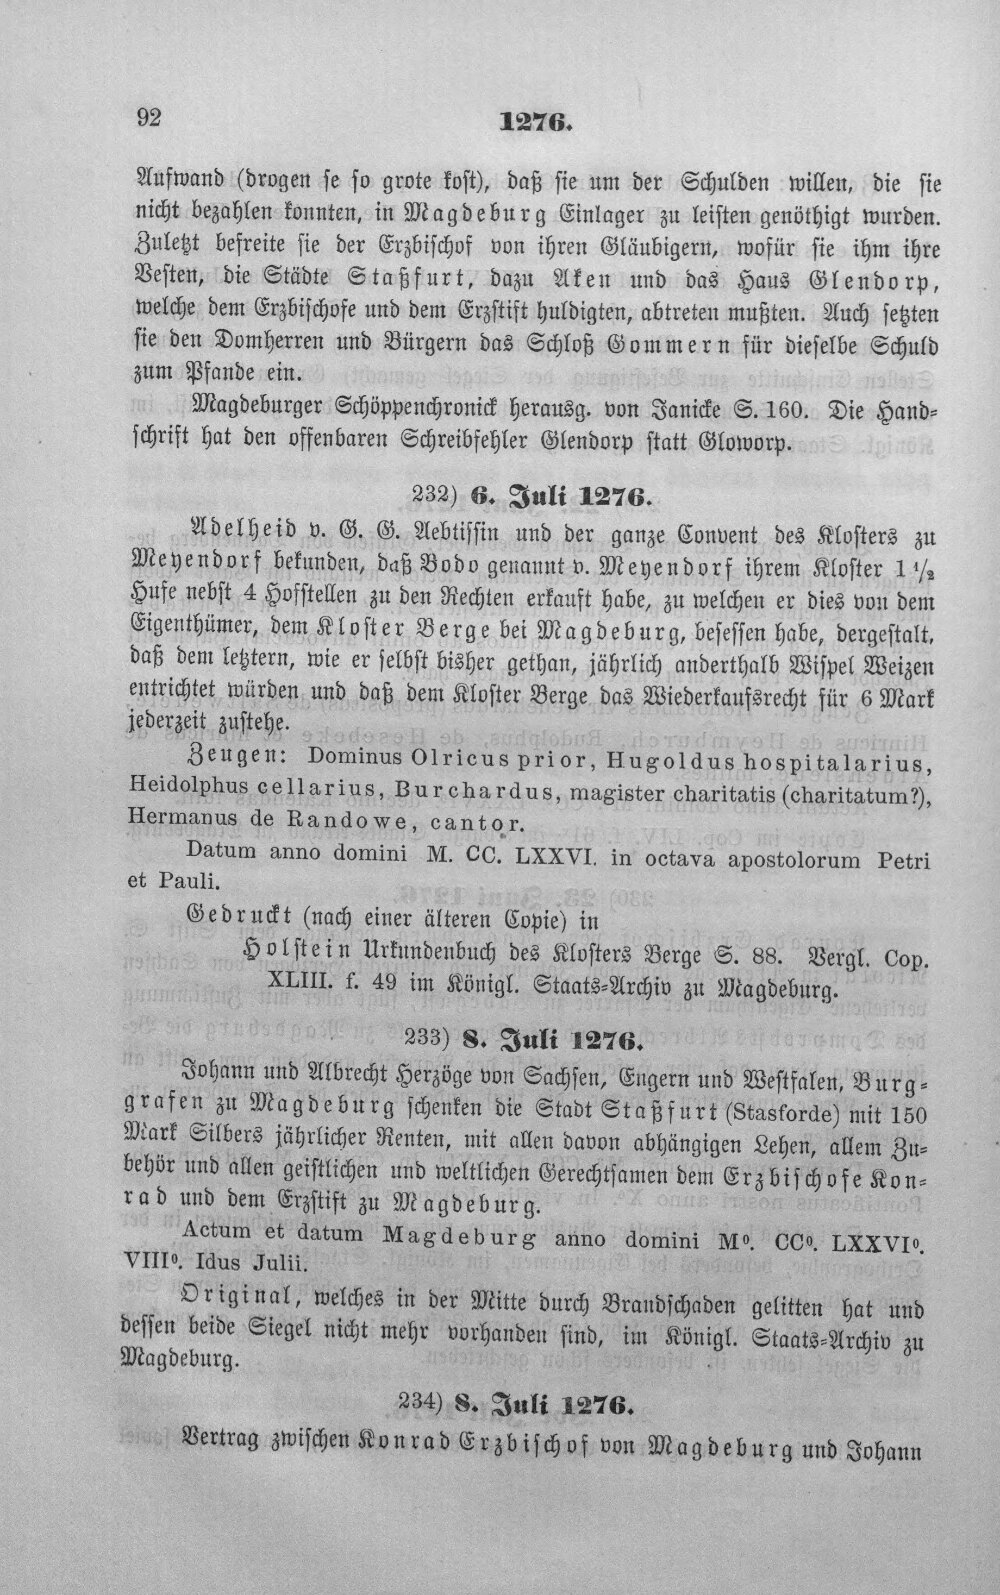 92
1276.
Aufwand (drogen se so grote kost), daß sie um der Schulden willen, die sie
nicht bezahlen konnten, in Magdeburg Einlager zu leisten genöthigt wurden.
Zuletzt befreite sie der Erzbischof von ihren Gläubigern, wofür sie ihm ihre
Vesten, die Städte Staßfurt, dazu Aken und das Haus Glendorp,
welche dem Erzbischofe und dem Erzstift huldigten, abtreten mußten. Auch setzten
sie den Domherren und Bürgern das Schloß Gommern für dieselbe Schuld
zum Pfande ein.
Magdeburger Schöppenchronick herausg. von Janicke S. 160. Die Hand-
schrift hat den offenbaren Schreibfehler Glendorp statt Gloworp.
232) 6. Juli 1276.
Adelheid v. G. G. Aebtissin und der ganze Convent des Klosters zu
Meyendorf bekunden, daß Bodo genannt v. Meyendorf ihrem Kloster 1 1/2
Hufe nebst 4 Hofstellen zu den Rechten erkauft habe, zu welchen er dies von dem
Eigenthümer, dem Kloster Berge bei Magdeburg, besessen habe, dergestalt,
daß dem letztern, wie er selbst bisher gethan, jährlich anderthalb Wispel Weizen
entrichtet würden und daß dem Kloster Berge das Wiederkaufsrecht für 6 Mark
jederzeit zustehe.
Zeugen: Dominus Olricus prior, Hugoldus hospitalarius,
Heidolphus cellarius, Burchardus, magister charitatis (charitatum?),
Hermanus de Randowe, cantor.
Datum anno domini M. CC. LXXVI. in octava apostolorum Petri
et Pauli.
Gedruckt (nach einer älteren Copie) in
Holstein Urkundenbuch des Klosters Berge S. 88. Vergl. Cop.
XLIII. f. 49 im Königl. Staats-Archiv zu Magdeburg.
233) 8. Juli 1276.
Johann und Albrecht Herzöge von Sachsen, Engern und Westfalen, Burg-
grafen zu Magdeburg schenken die Stadt Staßfurt (Stasforde) mit 150
Mark Silbers jährlicher Renten, mit allen davon abhängigen Lehen, allem Zu-
behör und allen geistlichen und weltlichen Gerechtsamen dem Erzbischofe Kon-
rad und dem Erzstift zu Magdeburg.
Actum et datum Magdeburg anno domini Mº. CCº. LXXVIº.
VIIIº. Idus Julii.
Original, welches in der Mitte durch Brandschaden gelitten hat und
dessen beide Siegel nicht mehr vorhanden sind, im Königl. Staats-Archiv zu
Magdeburg.
234) 8. Juli 1276.
Vertrag zwischen Konrad Erzbischof von Magdeburg und Johann